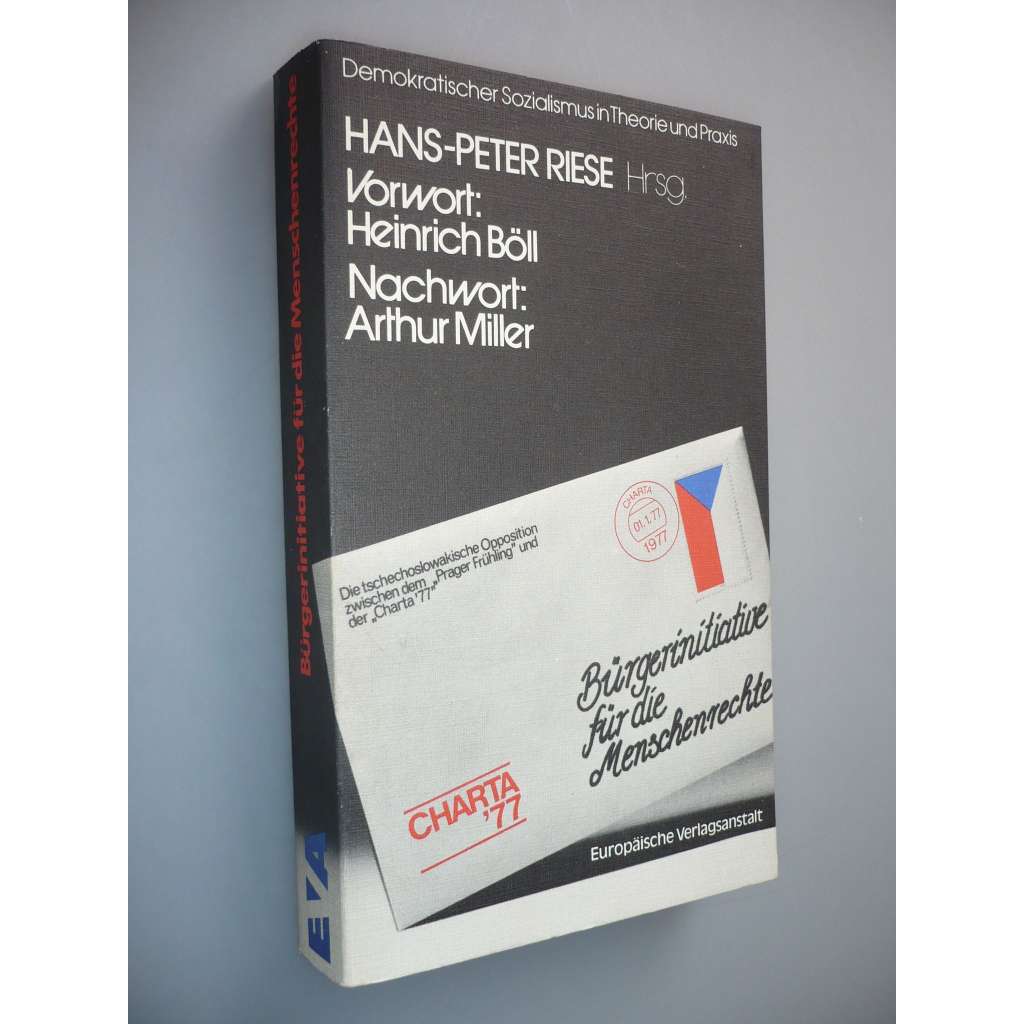 Demokratischer Sozialismus in Theorie und Praxis
HANS-PETER RIESE Hrsg.
Vorwort:
Heinrich Böll
Nachwort:
Arthur Miller
Die tschechoslowakische Opposition
zwischen dem „Prager Frühling" und
der „Charta '77"
CHARTA
01.1.77
1977
Bürgerinitiative
für die
Menschenrechte
CHARTA
'77
Europäische Verlagsanstalt
Bürgerinitiative für die Menschenrechte
EVA